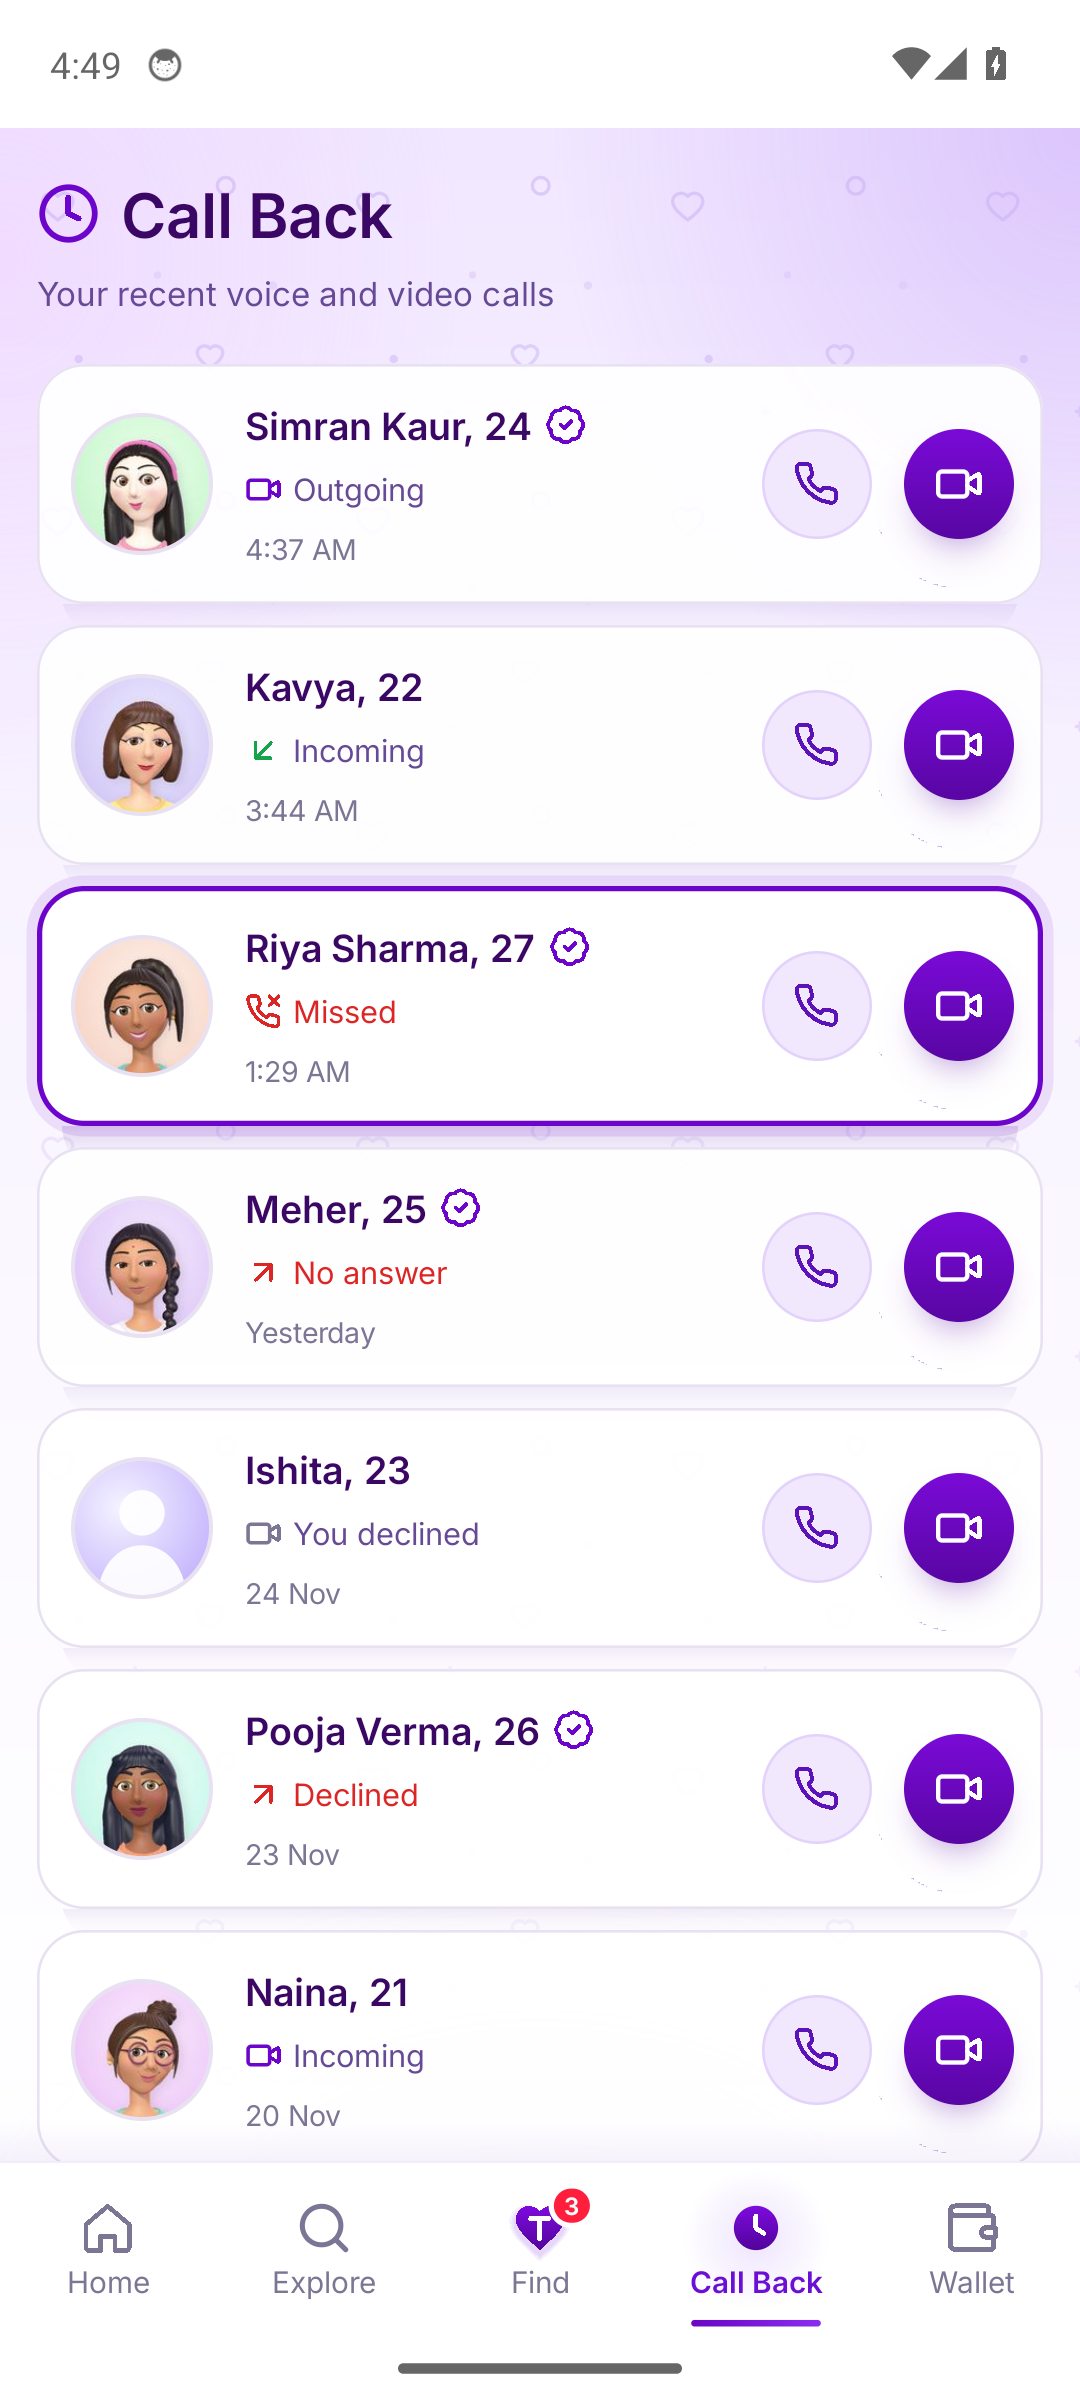 4:49
Call Back
Your recent voice and video calls
Simran Kaur, 24
Outgoing
4:37 AM
Kavya, 22
Incoming
3:44 AM
Riya Sharma, 27
Missed
1:29 AM
Meher, 25
No answer
Yesterday
Ishita, 23
You declined
24 Nov
Pooja Verma, 26
Declined
23 Nov
Naina, 21
Incoming
20 Nov
T
3
Home
Explore
Find
Call Back
Wallet